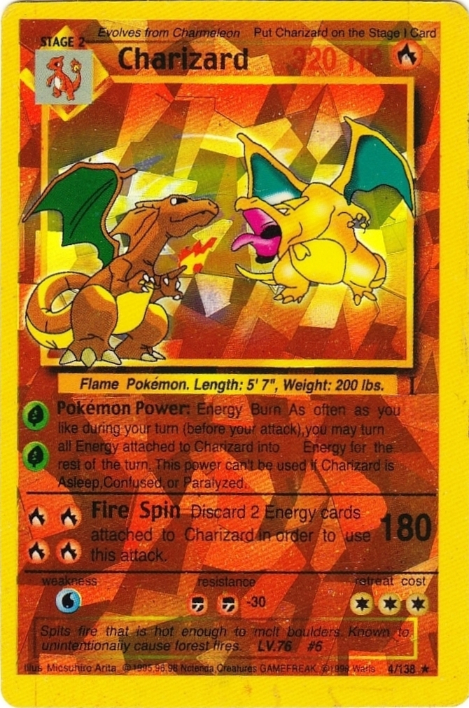 STAGE 2
Evolves from Charmeleon
Put Charizard on the Stage I Card
Charizard
320 HP
Flame Pokémon. Length: 5' 7", Weight: 200 lbs.
Pokémon Power: Energy Burn As often as you
like during your turn (before your attack),you may turn
all Energy attached to Charizard into Energy for the
rest of the turn. This power can't be used if Charizard is
Asleep,Confused,or Paralyzed.
Fire Spin Discard 2 Energy cards
attached to Charizard in order to use
this attack.
180
weakness
resistance
retreat cost
-30
Spits fire that is hot enough to melt boulders. Known to
unintentionally cause forest fires. LV.76 #6
Illus. Mitsuhiro Arita ©1995,96,98 Nintendo,Creatures, GAMEFREAK. ©1999 Wizards
4/138 ★